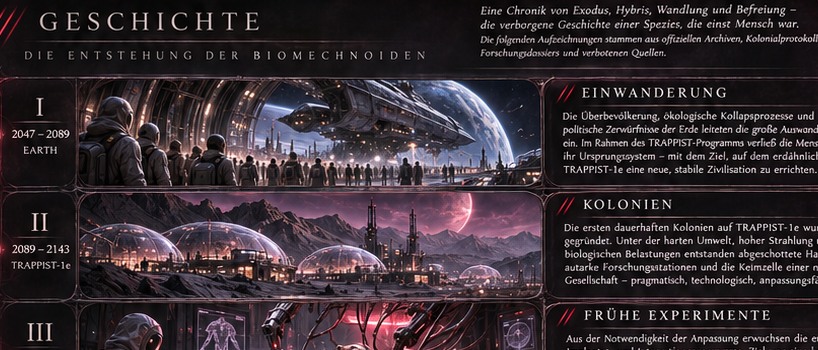 GESCHICHTE
DIE ENTSTEHUNG DER BIOMECHNOIDEN
Eine Chronik von Exodus, Hybris, Wandlung und Befreiung –
die verborgene Geschichte einer Spezies, die einst Mensch war.
Die folgenden Aufzeichnungen stammen aus offiziellen Archiven,
Forschungsdossiers und verbotenen Quellen.
I
2047 – 2089
EARTH
EINWANDERUNG
Die Überbevölkerung, ökologische Kollapsprozesse und
politische Zerwürfnisse der Erde leiteten die große
ein. Im Rahmen des TRAPPIST-Programms verließ die
ihr Ursprungssystem – mit dem Ziel, auf dem erdähnlich
TRAPPIST-1e eine neue, stabile Zivilisation zu errichten.
II
2089 – 2143
TRAPPIST-1e
KOLONIEN
Die ersten dauerhaften Kolonien auf TRAPPIST-1e
gegründet. Unter der harten Umwelt, hoher Strahlung
biologischen Belastungen entstanden abgeschottete
autarke Forschungsstationen und die Keimzelle einer
Gesellschaft – pragmatisch, technologisch,
III
FRÜHE EXPERIMENTE
Aus der Notwendigkeit der Anpassung erwuchsen die